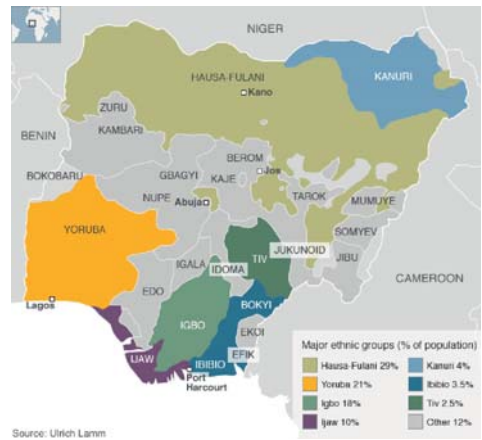 NIGER
HAUSA-FULANI
KANURI
Kano
ZURU
KAMBARI
BENIN
BEROM
Jos
BOKOBARU
GBAGYI
KAJE
TAROK
MUMUYE
NUPE
Abuja
YORUBA
TIV
JUKUNOID
SOMYEV
JIBU
IGALA
IDOMA
CAMEROON
Lagos
EDO
BOKYI
IGBO
EKOI
IJAW
IBIBIO
EFIK
Port
Harcourt
Major ethnic groups (% of population)
Hausa-Fulani 29%
Kanuri 4%
Yoruba 21%
Ibibio 3.5%
Igbo 18%
Tiv 2.5%
Ijaw 10%
Other 12%
Source: Ulrich Lamm